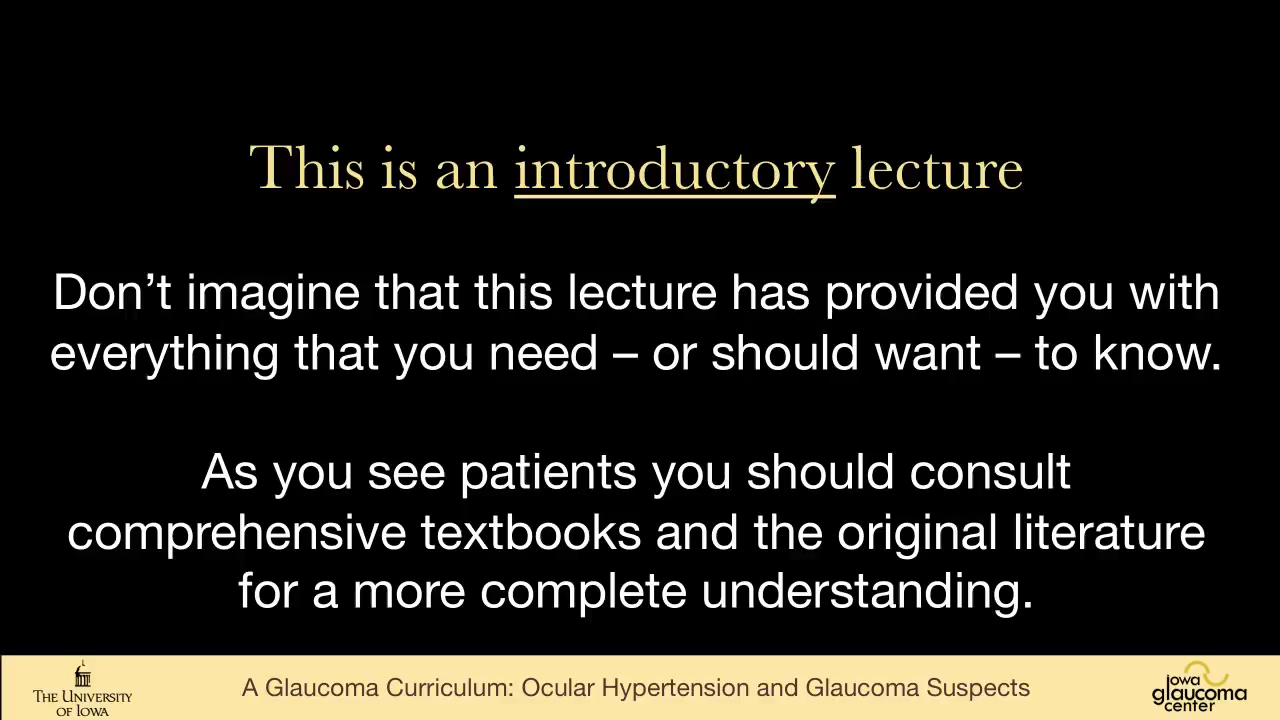 This is an introductory lecture
Don’t imagine that this lecture has provided you with
everything that you need – or should want – to know.
As you see patients you should consult
comprehensive textbooks and the original literature
for a more complete understanding.
THE UNIVERSITY
OF IOWA
A Glaucoma Curriculum: Ocular Hypertension and Glaucoma Suspects
iowa
glaucoma
center